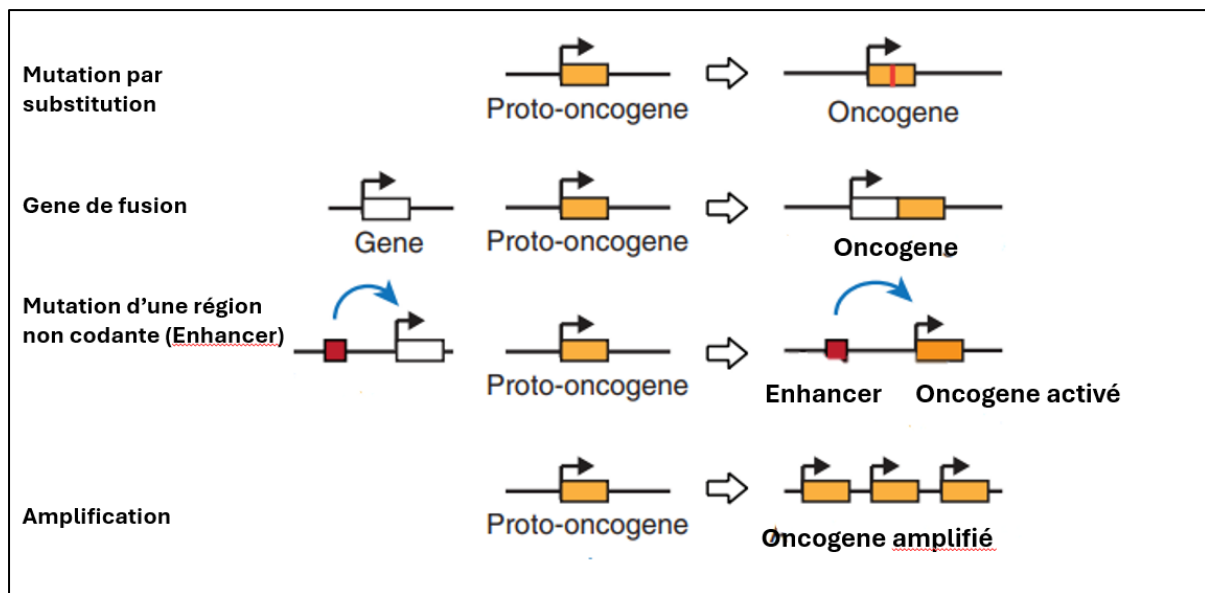 Mutation par
substitution
Proto-oncogene
Oncogene
Gene de fusion
Gene
Proto-oncogene
Oncogene
Mutation d’une région
non codante (Enhancer)
Proto-oncogene
Enhancer
Oncogene activé
Amplification
Proto-oncogene
Oncogene amplifié